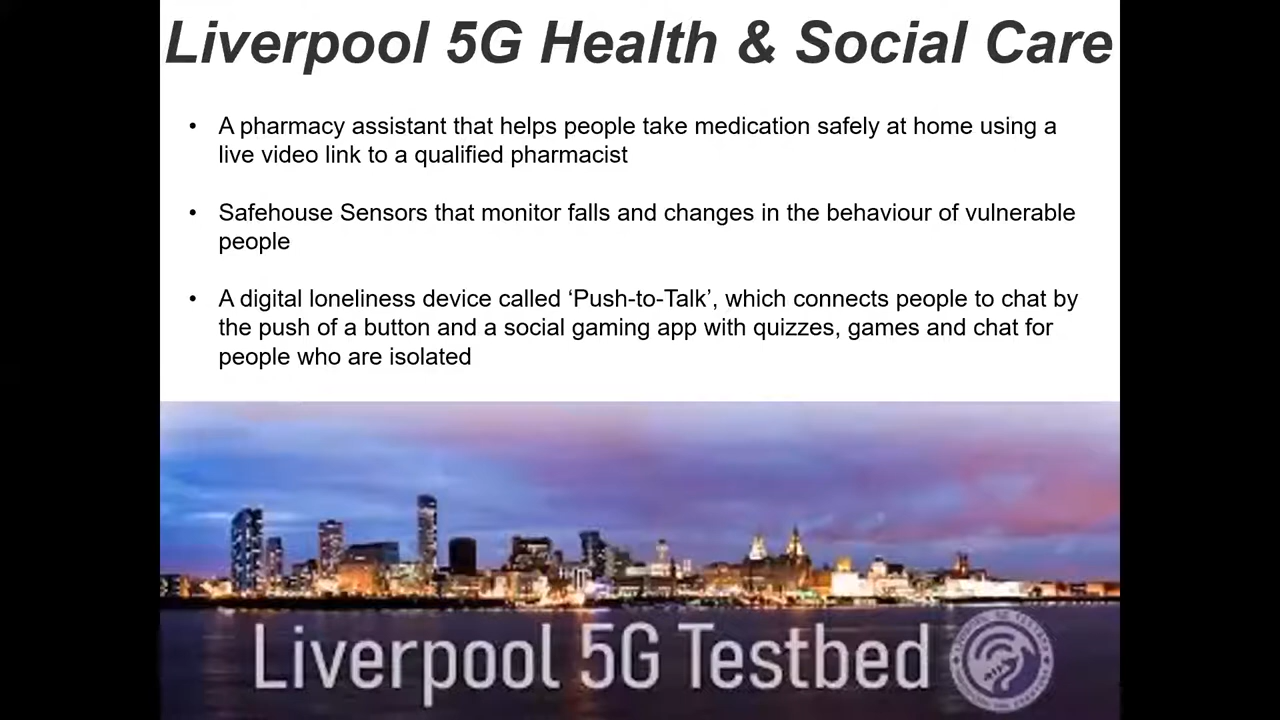 Liverpool 5G Health & Social Care
• A pharmacy assistant that helps people take medication safely at home using a
live video link to a qualified pharmacist
• Safehouse Sensors that monitor falls and changes in the behaviour of vulnerable
people
• A digital loneliness device called ‘Push-to-Talk’, which connects people to chat by
the push of a button and a social gaming app with quizzes, games and chat for
people who are isolated
Liverpool 5G Testbed